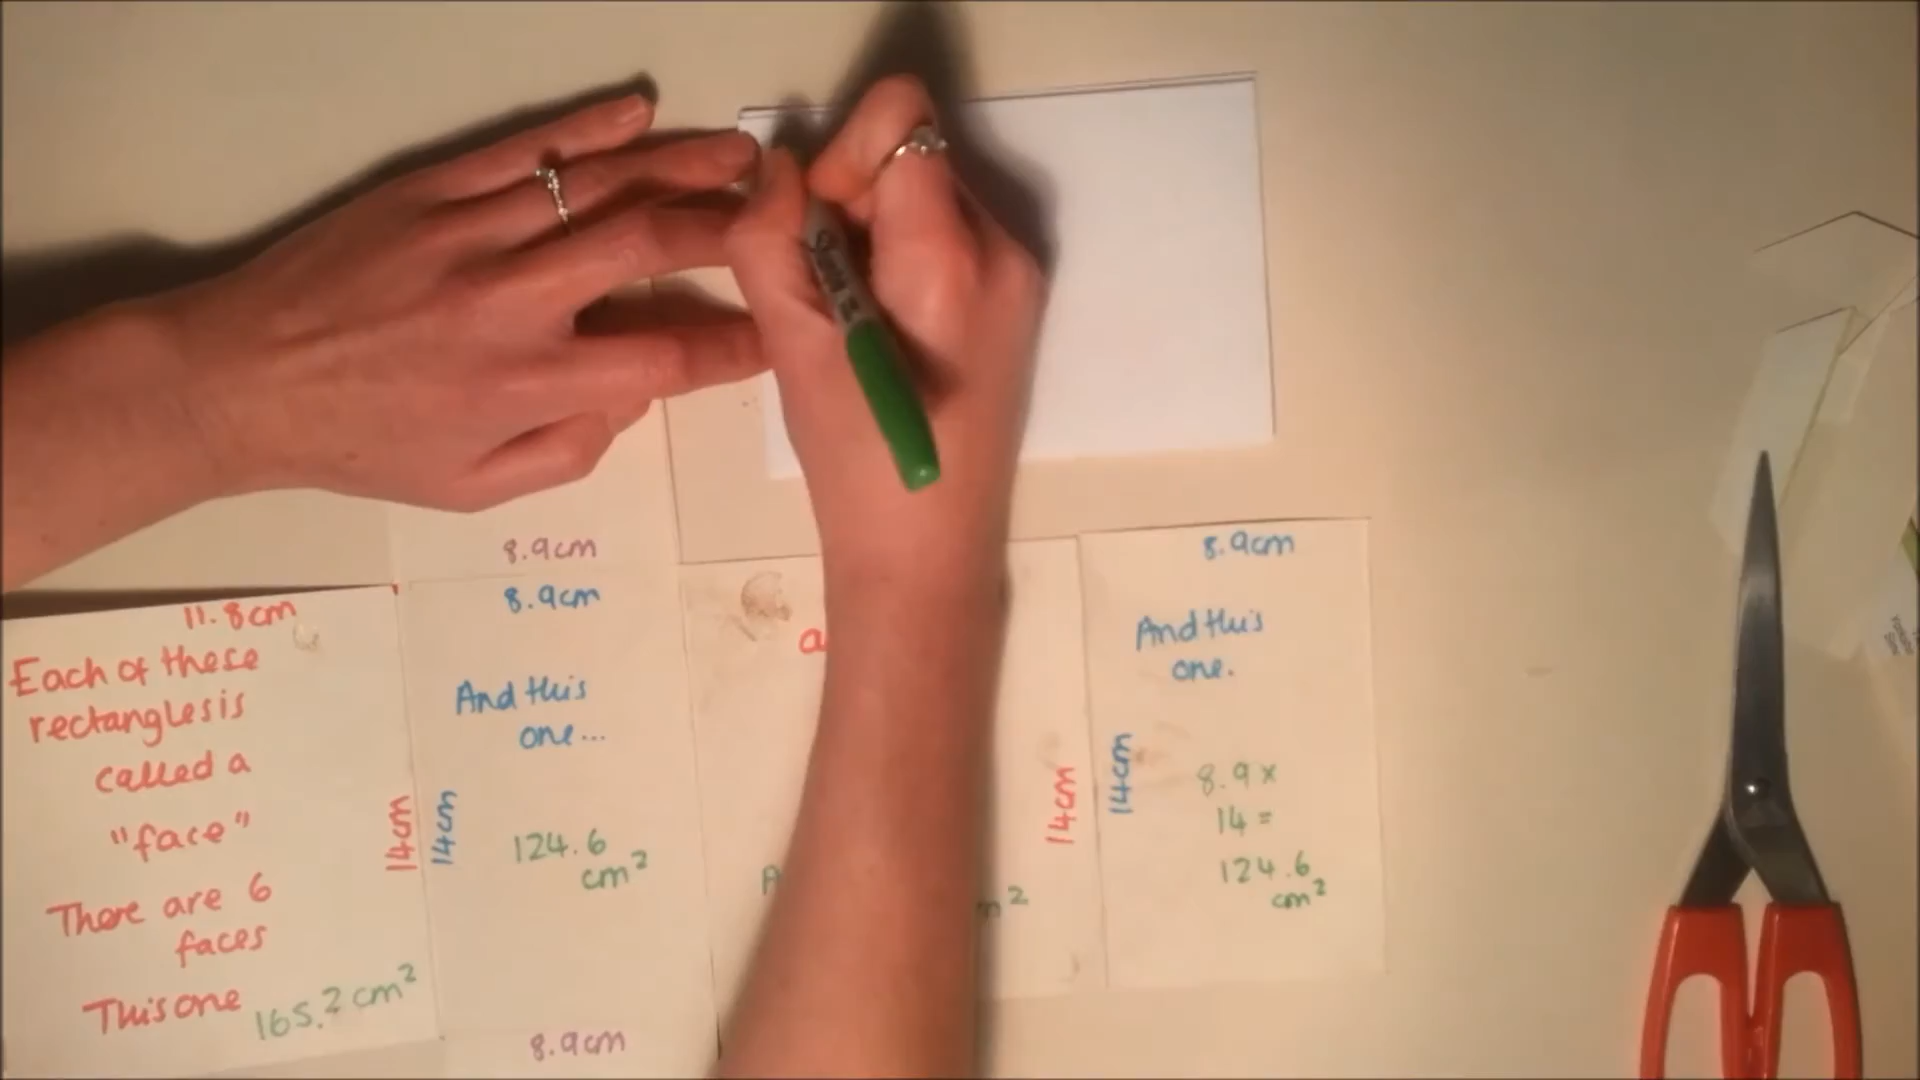 8.9cm
11.8cm
Each of these
rectangles is
called a
"face"
There are 6
faces
This one 165.2 cm²
14cm
8.9cm
And this
one...
14cm
124.6
cm²
8.9cm
a
A
m²
14cm
8.9cm
And this
one.
14cm
8.9 x
14 =
124.6
cm²